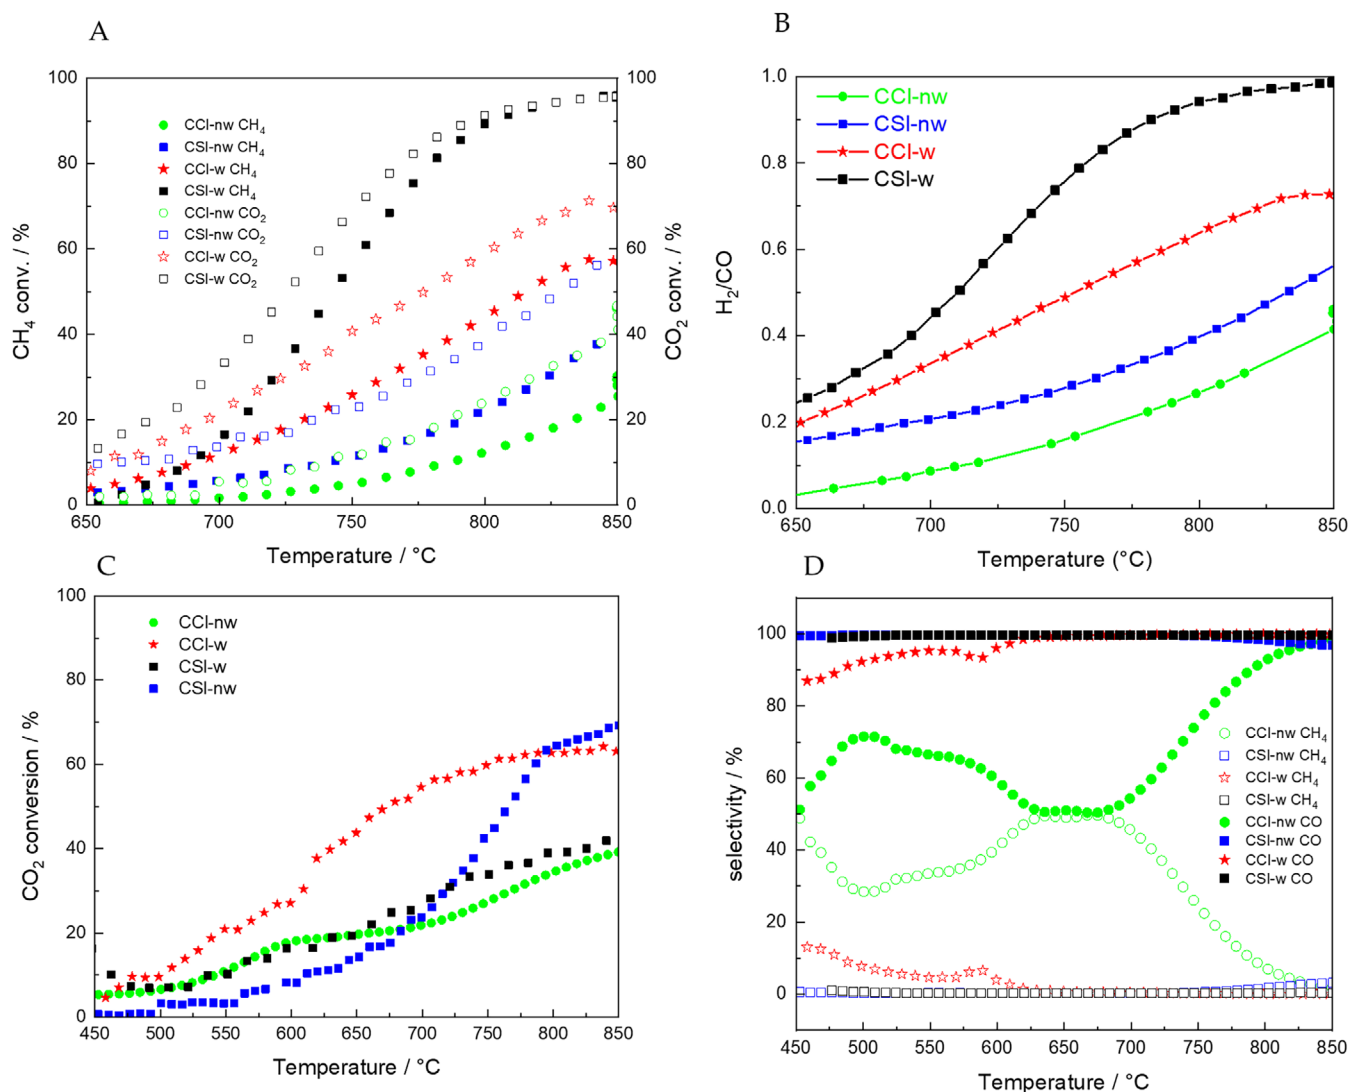 A
CH4 conv. / %
100
80
60
40
20
0
CCl-nw CH4
CSI-nw CH4
CCl-w CH4
CSI-w CH4
CCl-nw CO2
CSI-nw CO2
CCl-w CO2
CSI-w CO2
100
80
60
40
20
0
CO2 conv. / %
650 700 750 800 850
Temperature / °C
B
H2/CO
1.0
0.8
0.6
0.4
0.2
0.0
CCl-nw
CSI-nw
CCl-w
CSI-w
650 700 750 800 850
Temperature (°C)
C
CO2 conversion / %
100
80
60
40
20
0
CCl-nw
CCl-w
CSI-w
CSI-nw
450 500 550 600 650 700 750 800 850
Temperature / °C
D
selectivity / %
100
80
60
40
20
0
CCl-nw CH4
CSI-nw CH4
CCl-w CH4
CSI-w CH4
CCl-nw CO
CSI-nw CO
CCl-w CO
CSI-w CO
450 500 550 600 650 700 750 800 850
Temperature / °C